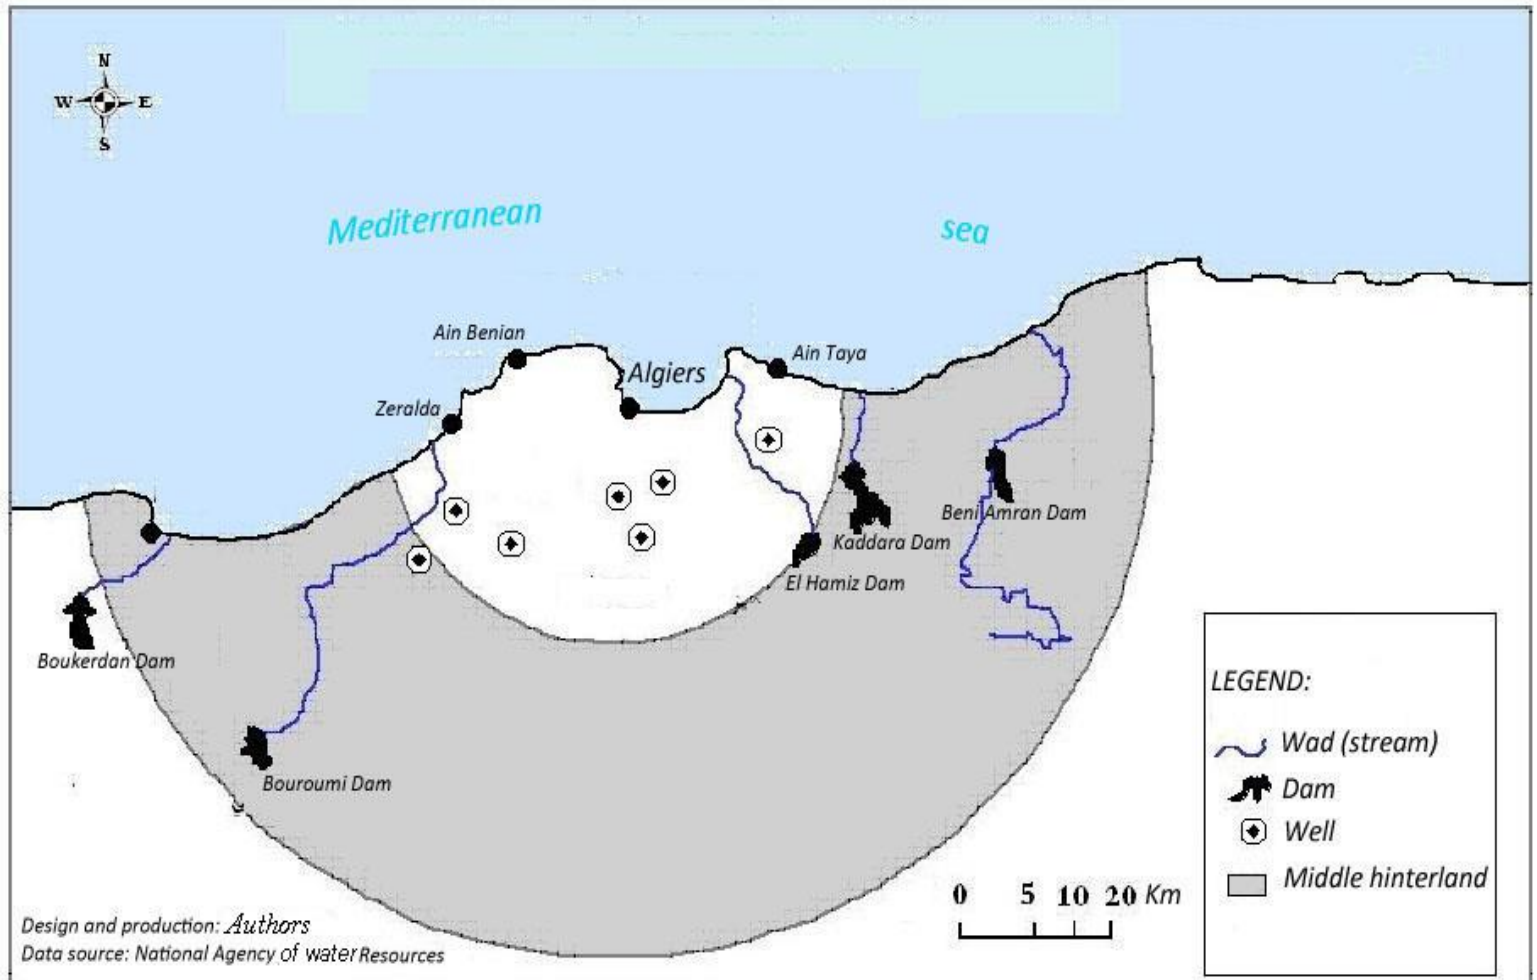 N
W E
S
Mediterranean sea
Ain Benian
Ain Taya
Algiers
Zeralda
Beni Amran Dam
Kaddara Dam
El Hamiz Dam
Boukerdan Dam
Bouroumi Dam
LEGEND:
Wad (stream)
Dam
Well
Middle hinterland
0 5 10 20 Km
Design and production: Authors
Data source: National Agency of water Resources